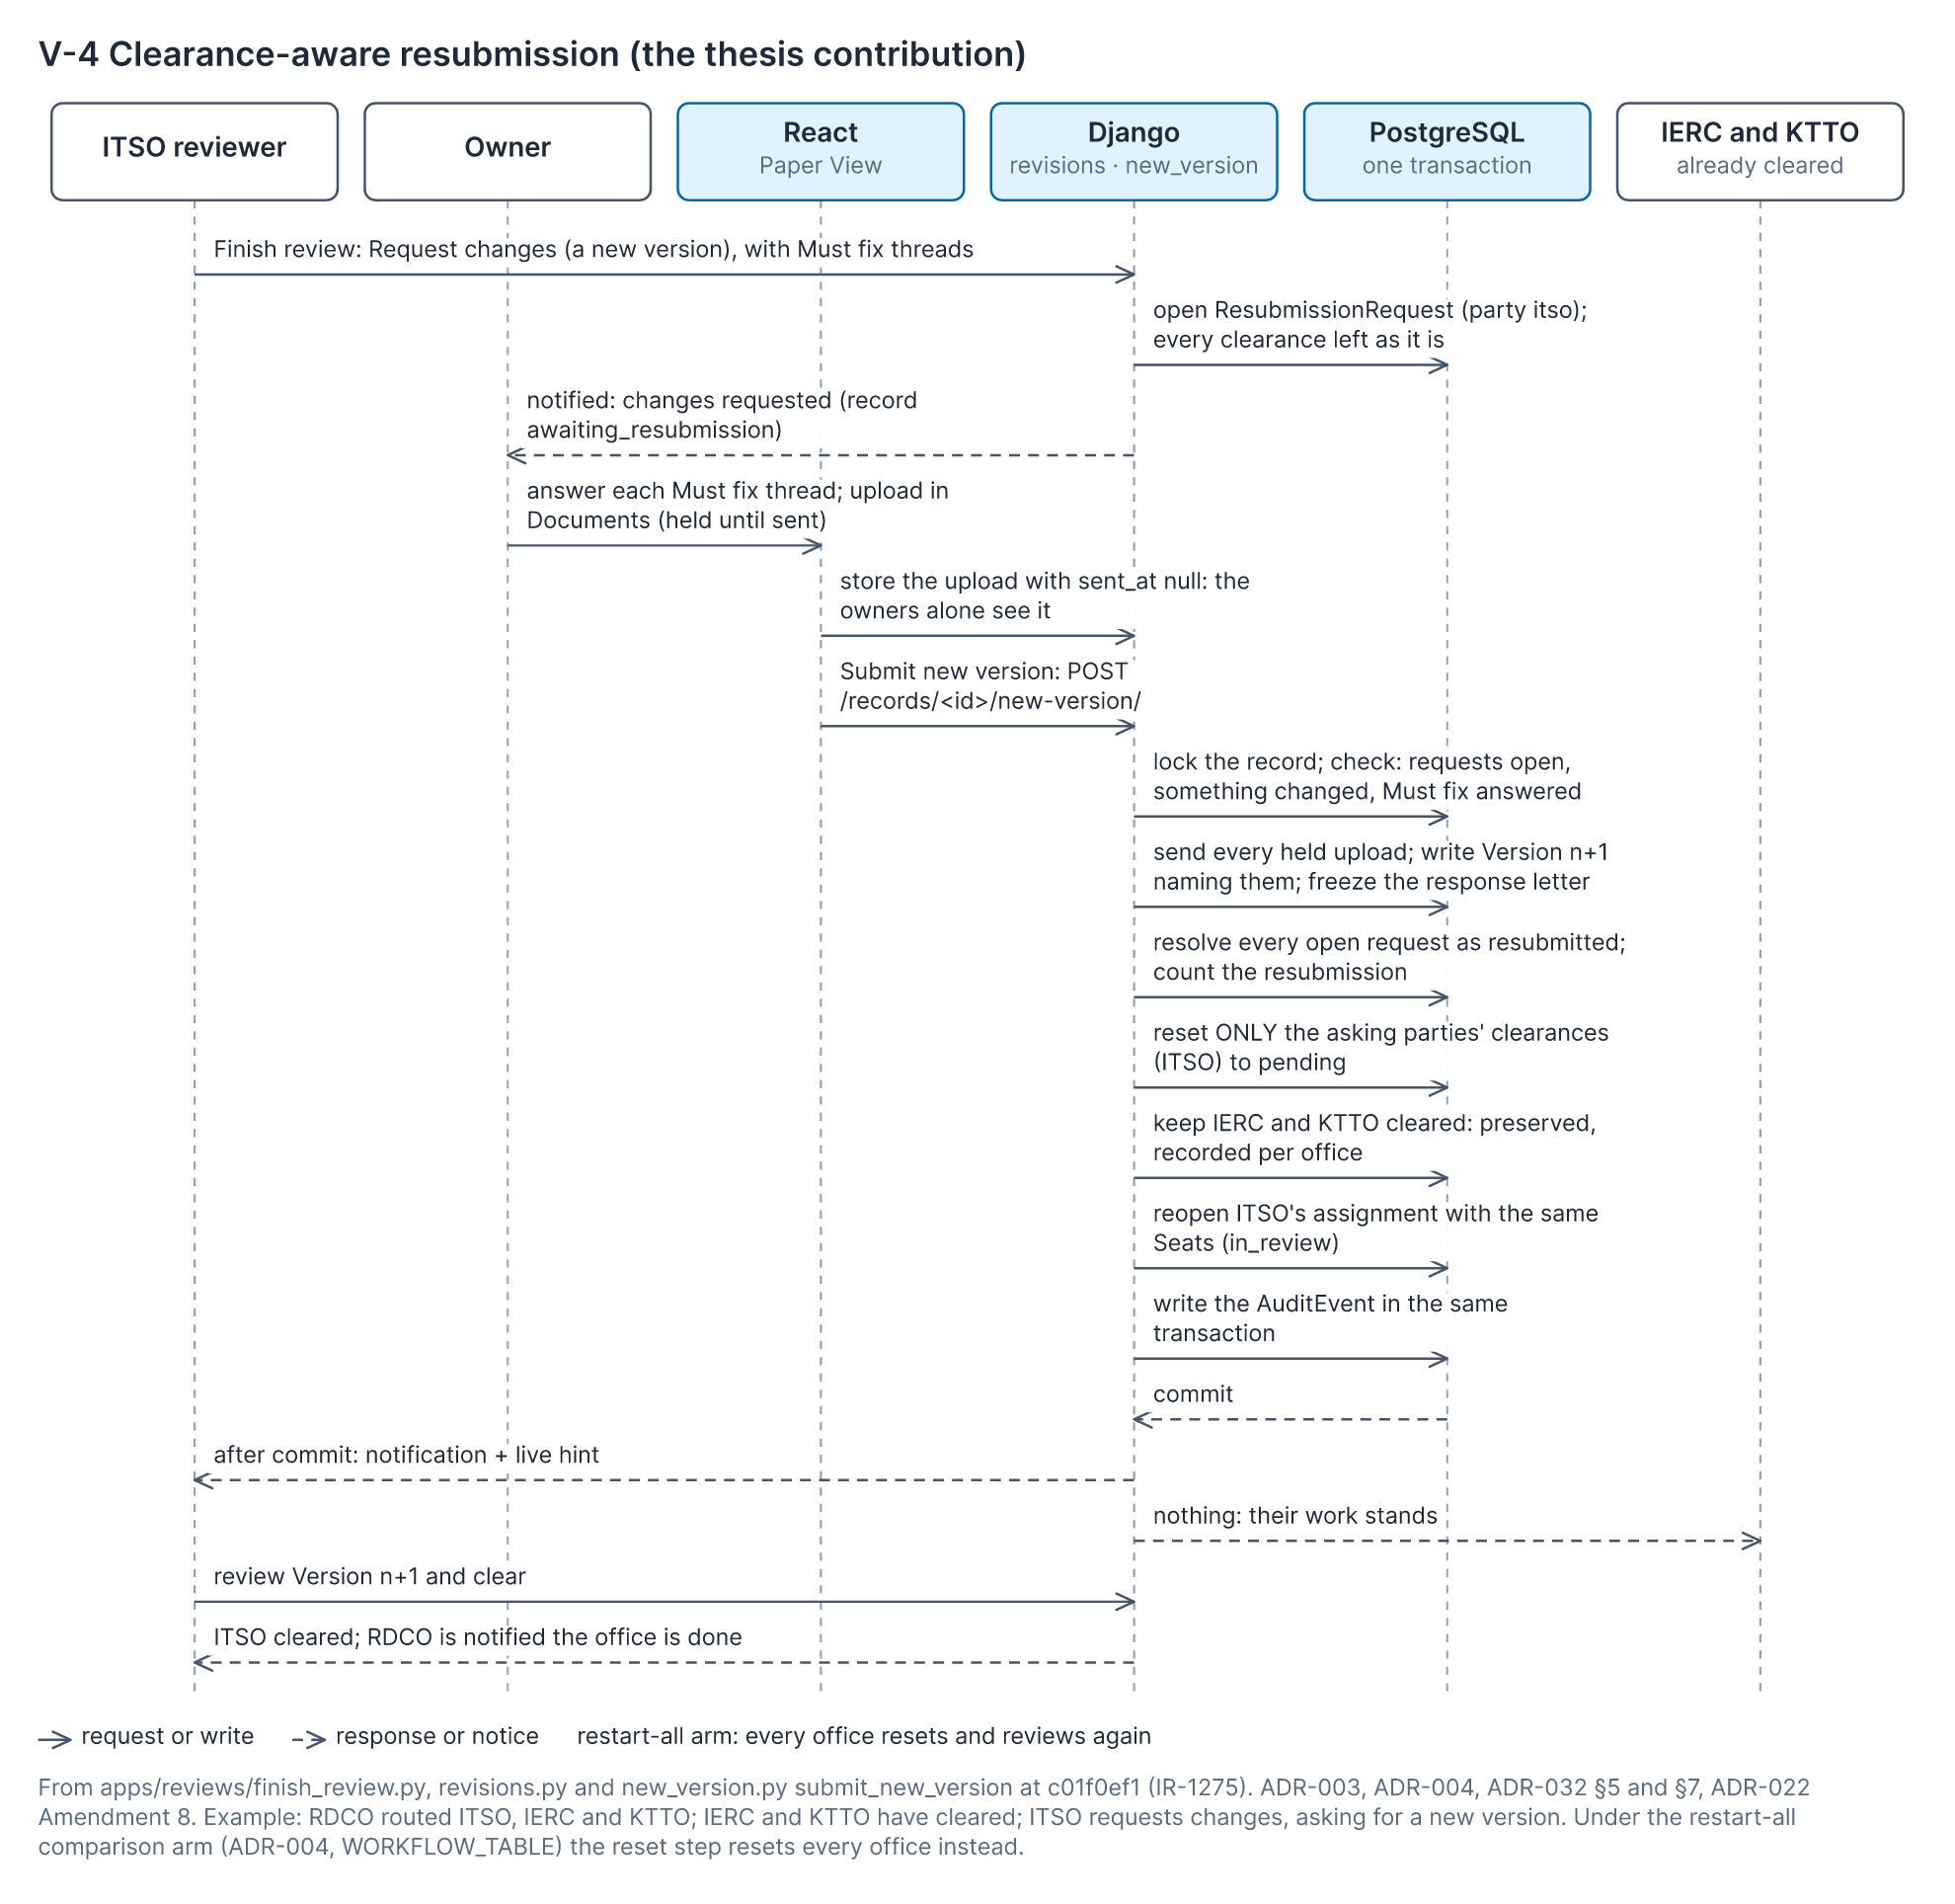 V-4 Clearance-aware resubmission (the thesis contribution)
ITSO reviewer
Owner
React
Paper View
Django
revisions · new_version
PostgreSQL
one transaction
IERC and KTTO
already cleared
Finish review: Request changes (a new version), with Must fix threads
open ResubmissionRequest (party itso);
every clearance left as it is
notified: changes requested (record
awaiting_resubmission)
answer each Must fix thread; upload in
Documents (held until sent)
store the upload with sent_at null: the
owners alone see it
Submit new version: POST
/records/<id>/new-version/
lock the record; check: requests open,
something changed, Must fix answered
send every held upload; write Version n+1
naming them; freeze the response letter
resolve every open request as resubmitted;
count the resubmission
reset ONLY the asking parties' clearances
(ITSO) to pending
keep IERC and KTTO cleared: preserved,
recorded per office
reopen ITSO's assignment with the same
Seats (in_review)
write the AuditEvent in the same
transaction
commit
after commit: notification + live hint
nothing: their work stands
review Version n+1 and clear
ITSO cleared; RDCO is notified the office is done
request or write
response or notice
restart-all arm: every office resets and reviews again
From apps/reviews/finish_review.py, revisions.py and new_version.py submit_new_version at c01f0ef1 (IR-1275). ADR-003, ADR-004, ADR-032 §5 and §7, ADR-022
Amendment 8. Example: RDCO routed ITSO, IERC and KTTO; IERC and KTTO have cleared; ITSO requests changes, asking for a new version. Under the restart-all
comparison arm (ADR-004, WORKFLOW_TABLE) the reset step resets every office instead.